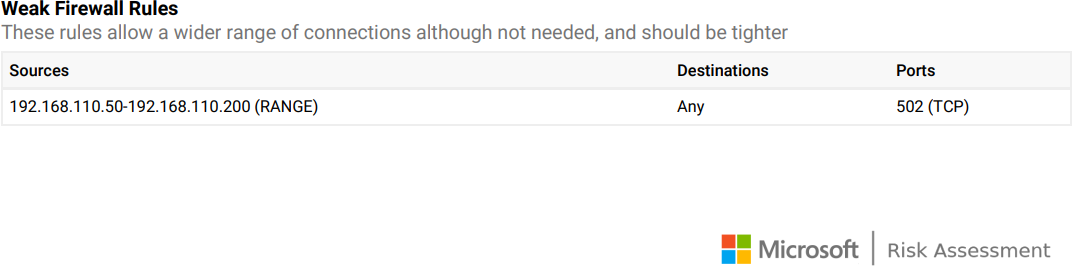 Weak Firewall Rules
These rules allow a wider range of connections although not needed, and should be tighter
Sources Destinations Ports
192.168.110.50-192.168.110.200 (RANGE) Any 502 (TCP)
Microsoft | Risk Assessment